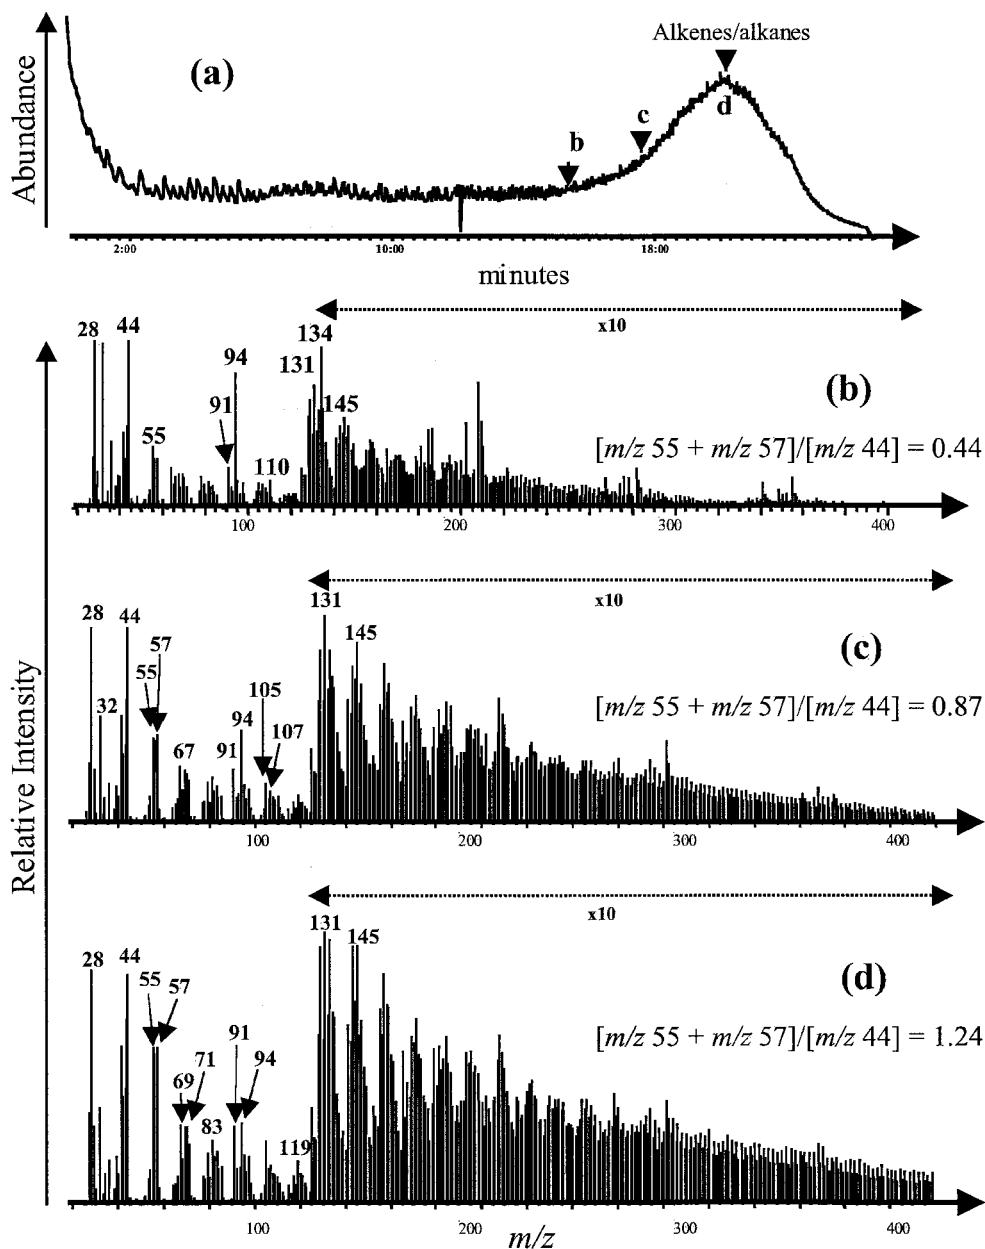 Alkenes/alkanes
(a)
Abundance
b
c
d
2:00
10:00
18:00
minutes
x10
28
44
134
131
94
91
145
55
110
(b)
[m/z 55 + m/z 57]/[m/z 44] = 0.44
100
200
300
400
x10
131
28
44
57
145
55
105
32
94
107
67
91
(c)
[m/z 55 + m/z 57]/[m/z 44] = 0.87
100
200
300
400
Relative Intensity
x10
131
145
28
44
55
57
91
94
69
71
83
119
(d)
[m/z 55 + m/z 57]/[m/z 44] = 1.24
100
200
300
400
m/z